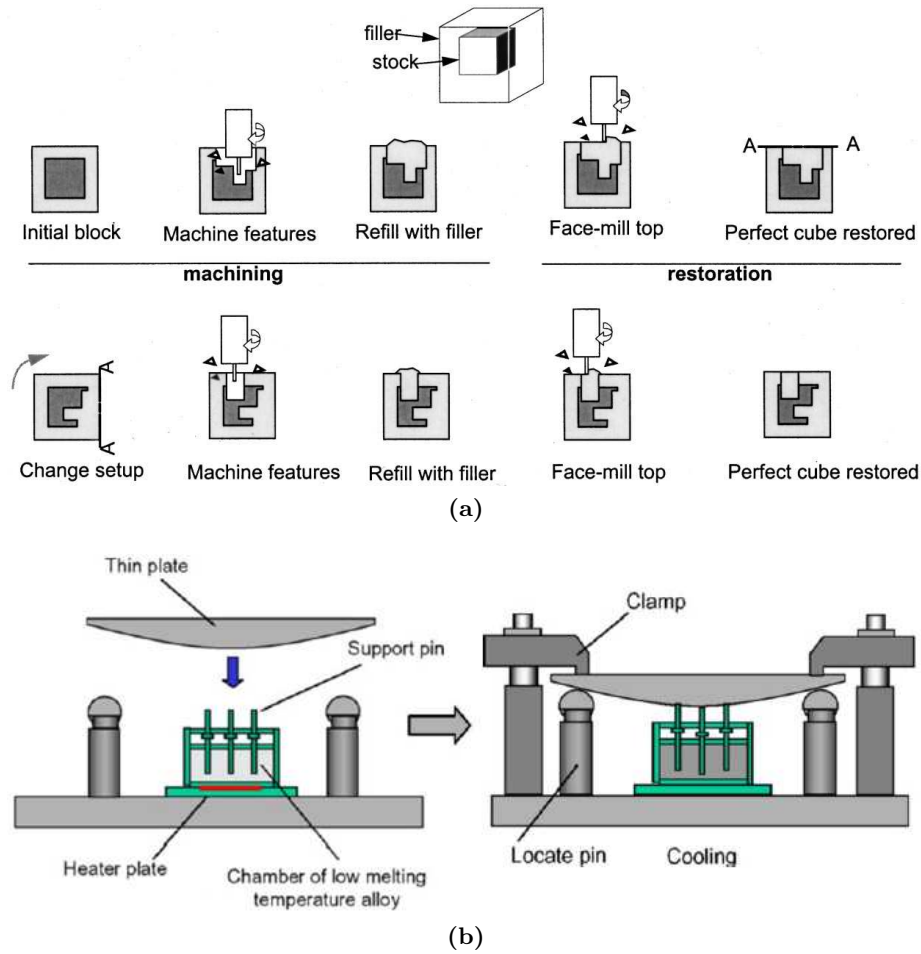 filler
stock
A A
Initial block Machine features Refill with filler Face-mill top Perfect cube restored
machining restoration
A
A
Change setup Machine features Refill with filler Face-mill top Perfect cube restored
(a)
Thin plate
Clamp
Support pin
Locate pin Cooling
Heater plate
Chamber of low melting
temperature alloy
(b)